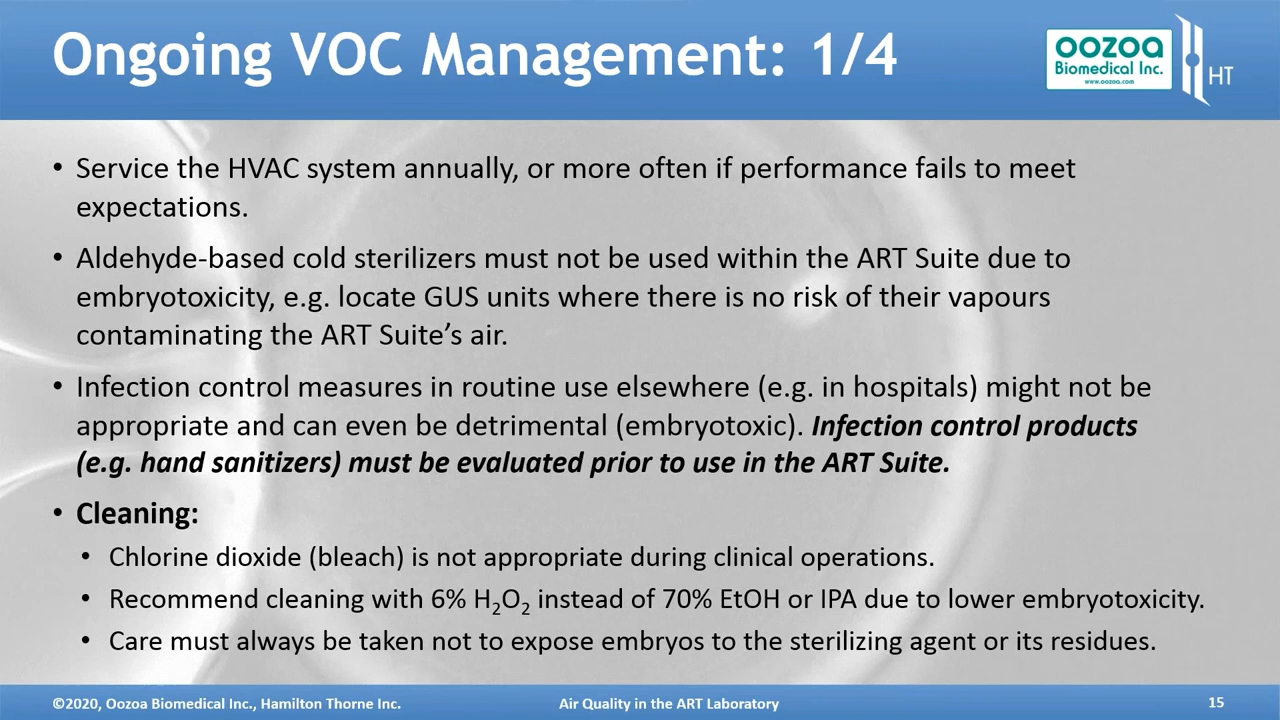 Ongoing VOC Management: 1/4
oozoa
Biomedical Inc.
www.oozoa.com
HT
• Service the HVAC system annually, or more often if performance fails to meet
expectations.
• Aldehyde-based cold sterilizers must not be used within the ART Suite due to
embryotoxicity, e.g. locate GUS units where there is no risk of their vapours
contaminating the ART Suite’s air.
• Infection control measures in routine use elsewhere (e.g. in hospitals) might not be
appropriate and can even be detrimental (embryotoxic). Infection control products
(e.g. hand sanitizers) must be evaluated prior to use in the ART Suite.
• Cleaning:
• Chlorine dioxide (bleach) is not appropriate during clinical operations.
• Recommend cleaning with 6% H₂O₂ instead of 70% EtOH or IPA due to lower embryotoxicity.
• Care must always be taken not to expose embryos to the sterilizing agent or its residues.
©2020, Oozoa Biomedical Inc., Hamilton Thorne Inc.
Air Quality in the ART Laboratory
15